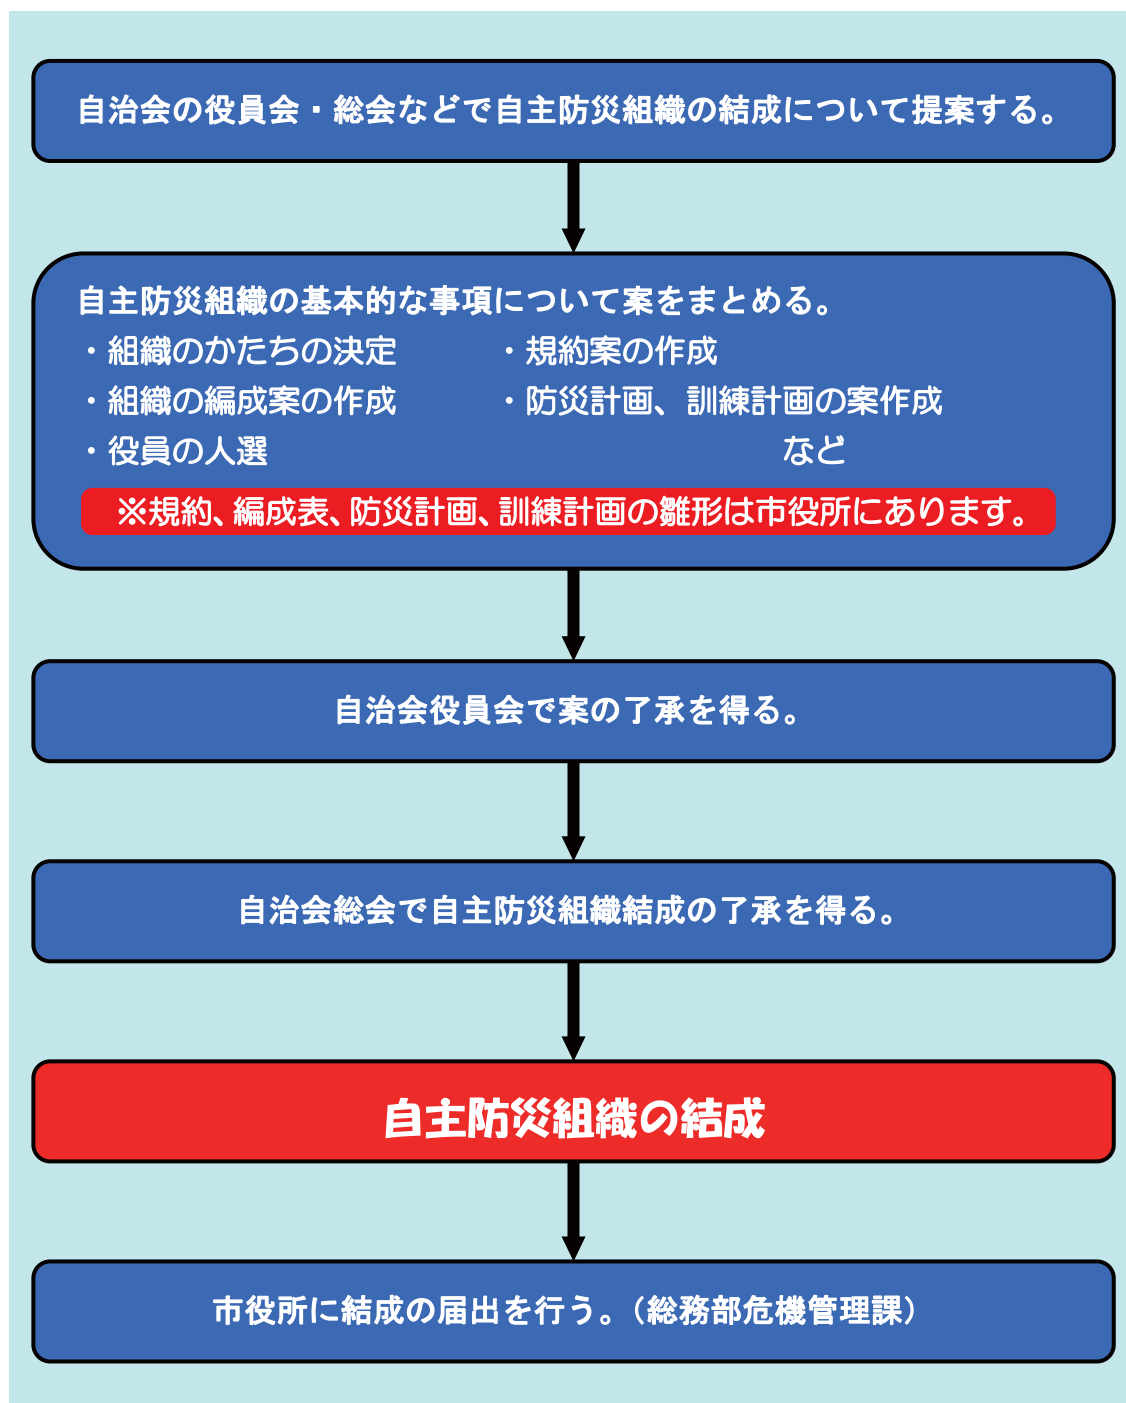 自治会の役員会・総会などで自主防災組織の結成について提案する。
自主防災組織の基本的な事項について案をまとめる。
・組織のかたちの決定　　　・規約案の作成
・組織の編成案の作成　　　・防災計画、訓練計画の案作成
・役員の人選　　　など
※規約、編成表、防災計画、訓練計画の雛形は市役所にあります。
自治会役員会で案の了承を得る。
自治会総会で自主防災組織結成の了承を得る。
自主防災組織の結成
市役所に結成の届出を行う。（総務部危機管理課）